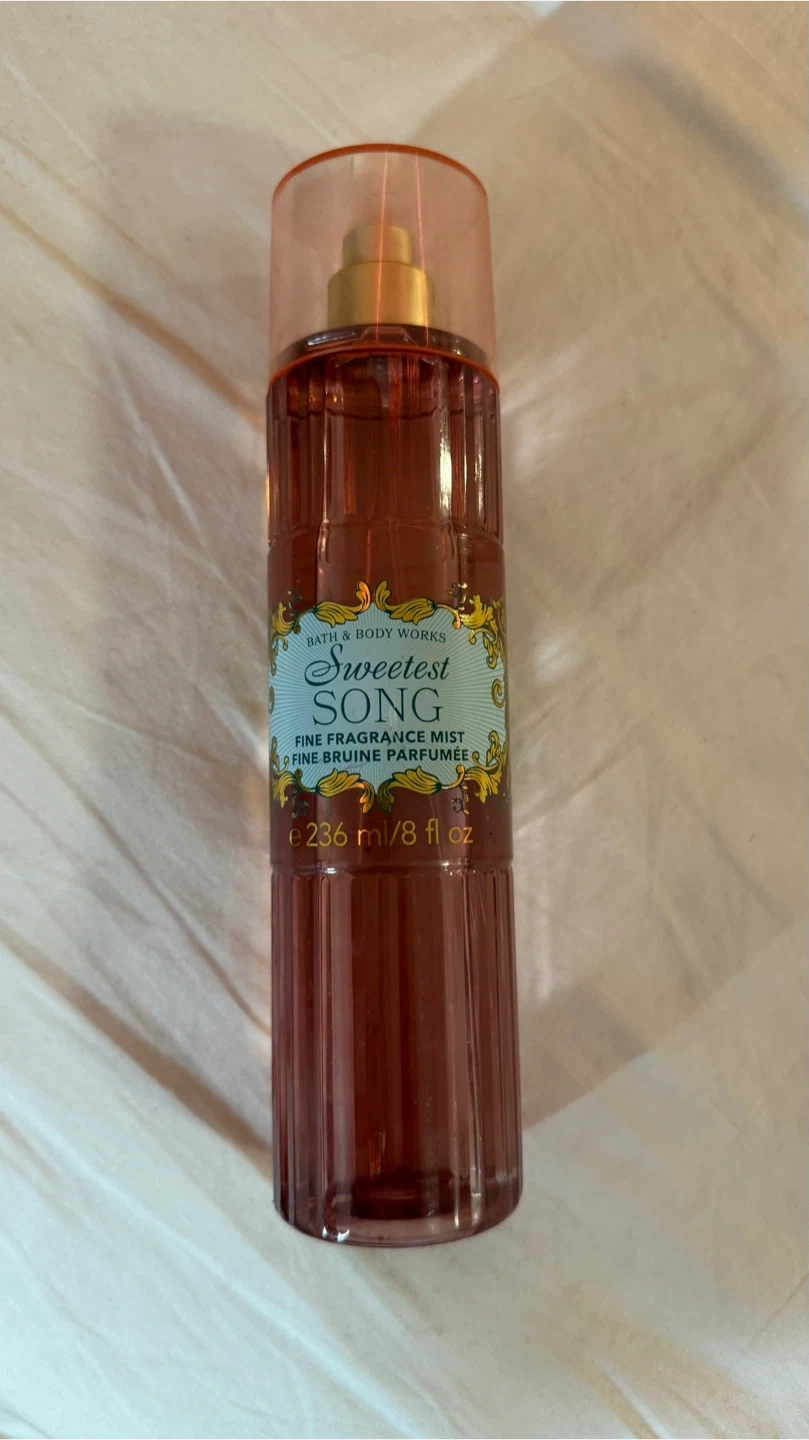 BATH & BODY WORKS
Sweetest
SONG
FINE FRAGRANCE MIST
FINE BRUINE PARFUMÉE
e 236 ml/8 fl oz